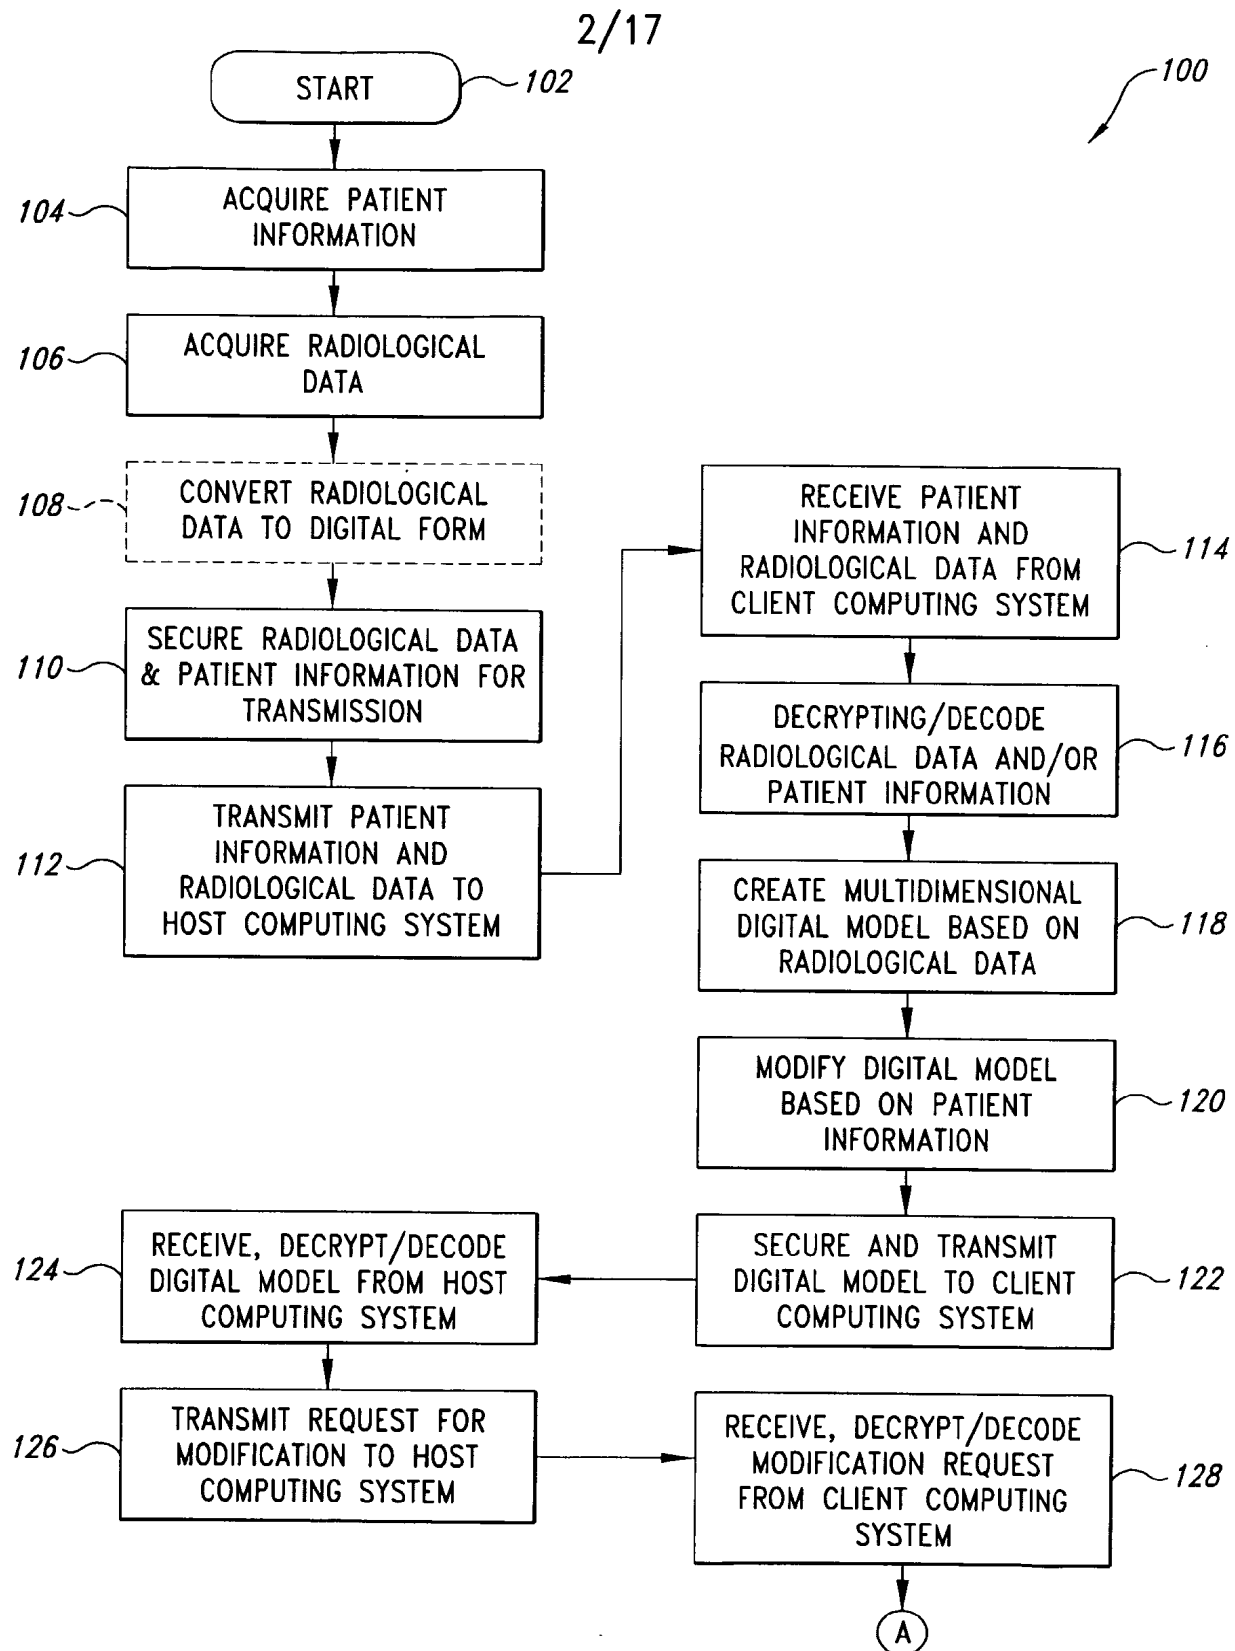 2/17
START
102
100
104
ACQUIRE PATIENT
INFORMATION
106
ACQUIRE RADIOLOGICAL
DATA
108
CONVERT RADIOLOGICAL
DATA TO DIGITAL FORM
110
SECURE RADIOLOGICAL DATA
& PATIENT INFORMATION FOR
TRANSMISSION
112
TRANSMIT PATIENT
INFORMATION AND
RADIOLOGICAL DATA TO
HOST COMPUTING SYSTEM
RECEIVE PATIENT
INFORMATION AND
RADIOLOGICAL DATA FROM
CLIENT COMPUTING SYSTEM
114
DECRYPTING/DECODE
RADIOLOGICAL DATA AND/OR
PATIENT INFORMATION
116
CREATE MULTIDIMENSIONAL
DIGITAL MODEL BASED ON
RADIOLOGICAL DATA
118
MODIFY DIGITAL MODEL
BASED ON PATIENT
INFORMATION
120
SECURE AND TRANSMIT
DIGITAL MODEL TO CLIENT
COMPUTING SYSTEM
122
124
RECEIVE, DECRYPT/DECODE
DIGITAL MODEL FROM HOST
COMPUTING SYSTEM
126
TRANSMIT REQUEST FOR
MODIFICATION TO HOST
COMPUTING SYSTEM
RECEIVE, DECRYPT/DECODE
MODIFICATION REQUEST
FROM CLIENT COMPUTING
SYSTEM
128
A